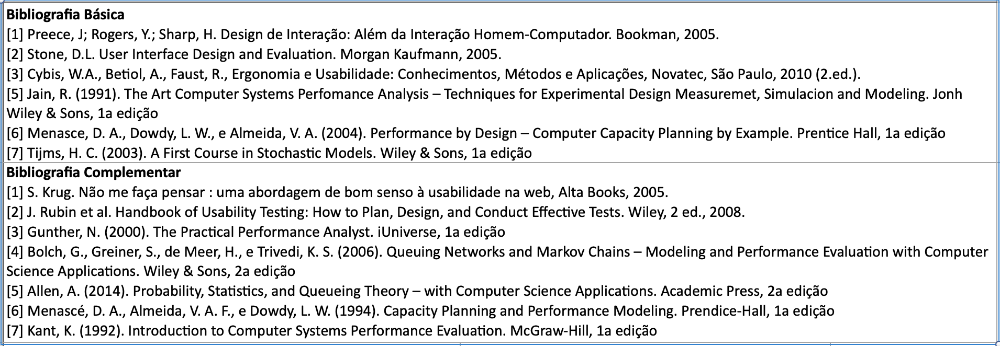 Bibliografia Básica
[1] Preece, J; Rogers, Y.; Sharp, H. Design de Interação: Além da Interação Homem-Computador. Bookman, 2005.
[2] Stone, D.L. User Interface Design and Evaluation. Morgan Kaufmann, 2005.
[3] Cybis, W.A., Betiol, A., Faust, R., Ergonomia e Usabilidade: Conhecimentos, Métodos e Aplicações, Novatec, São Paulo, 2010 (2.ed.).
[5] Jain, R. (1991). The Art Computer Systems Perfomance Analysis – Techniques for Experimental Design Measuremet, Simulacion and Modeling. Jonh
Wiley & Sons, 1a edição
[6] Menasce, D. A., Dowdy, L. W., e Almeida, V. A. (2004). Performance by Design – Computer Capacity Planning by Example. Prentice Hall, 1a edição
[7] Tijms, H. C. (2003). A First Course in Stochastic Models. Wiley & Sons, 1a edição
Bibliografia Complementar
[1] S. Krug. Não me faça pensar : uma abordagem de bom senso à usabilidade na web, Alta Books, 2005.
[2] J. Rubin et al. Handbook of Usability Testing: How to Plan, Design, and Conduct Effective Tests. Wiley, 2 ed., 2008.
[3] Gunther, N. (2000). The Practical Performance Analyst. iUniverse, 1a edição
[4] Bolch, G., Greiner, S., de Meer, H., e Trivedi, K. S. (2006). Queuing Networks and Markov Chains – Modeling and Performance Evaluation with Computer
Science Applications. Wiley & Sons, 2a edição
[5] Allen, A. (2014). Probability, Statistics, and Queueing Theory – with Computer Science Applications. Academic Press, 2a edição
[6] Menascé, D. A., Almeida, V. A. F., e Dowdy, L. W. (1994). Capacity Planning and Performance Modeling. Prendice-Hall, 1a edição
[7] Kant, K. (1992). Introduction to Computer Systems Performance Evaluation. McGraw-Hill, 1a edição